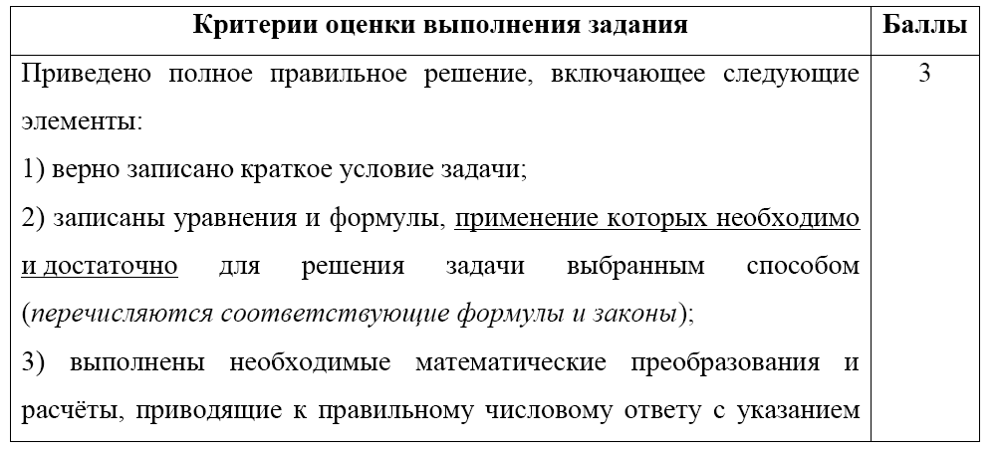 Критерии оценки выполнения задания Баллы
Приведено полное правильное решение, включающее следующие 3
элементы:
1) верно записано краткое условие задачи;
2) записаны уравнения и формулы, применение которых необходимо
и достаточно для решения задачи выбранным способом
(перечисляются соответствующие формулы и законы);
3) выполнены необходимые математические преобразования и
расчёты, приводящие к правильному числовому ответу с указанием